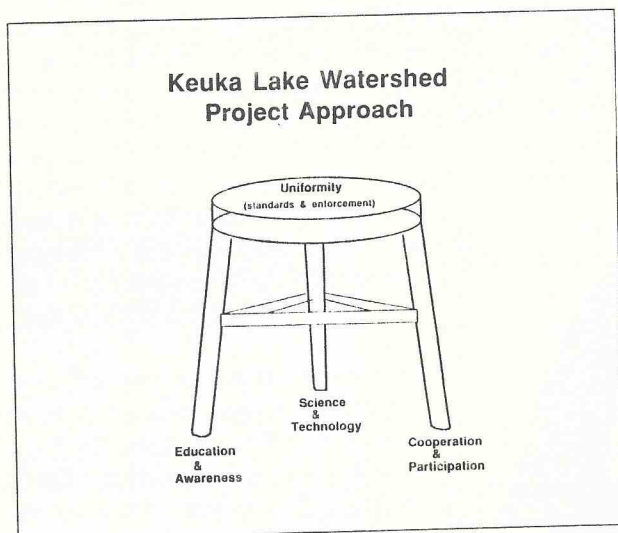 Keuka Lake Watershed
Project Approach
Uniformity
(standards & enforcement)
Science
&
Technology
Education
&
Awareness
Cooperation
&
Participation